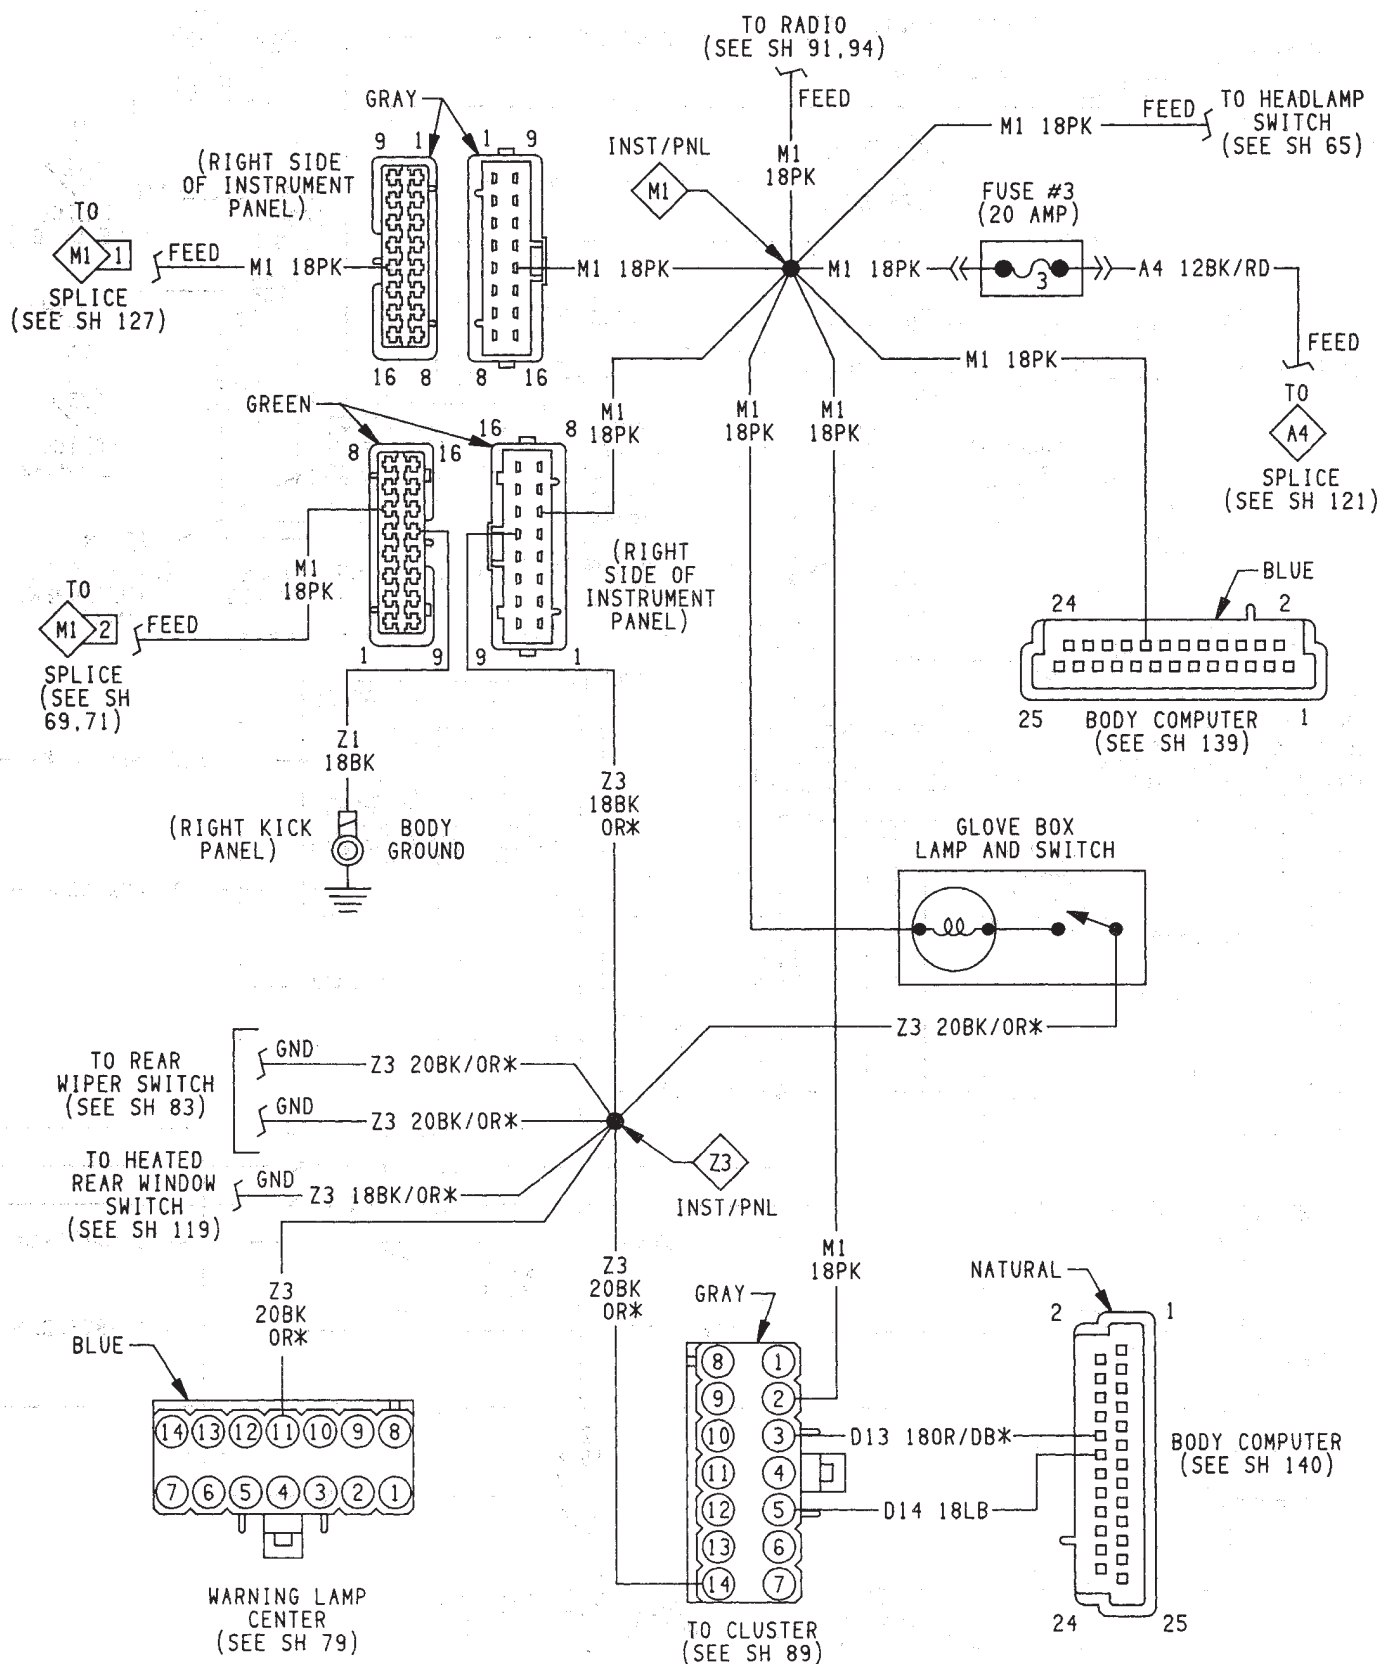 TO RADIO
(SEE SH 91,94)
FEED
M1
18PK
GRAY
9 1
1 9
(RIGHT SIDE
OF INSTRUMENT
PANEL)
INST/PNL
M1
M1 18PK
FEED
TO HEADLAMP
SWITCH
(SEE SH 65)
FUSE #3
(20 AMP)
TO
M1 1
FEED
M1 18PK
SPLICE
(SEE SH 127)
M1 18PK
M1 18PK
3
A4 12BK/RD
FEED
16 8
8 16
M1 18PK
TO
A4
SPLICE
(SEE SH 121)
GREEN
M1
18PK
M1
18PK
M1
18PK
8 16
16 8
M1
18PK
(RIGHT
SIDE OF
INSTRUMENT
PANEL)
TO
M1 2
FEED
SPLICE
(SEE SH
69,71)
1 9
9 1
BLUE
24 2
25 1
BODY COMPUTER
(SEE SH 139)
Z1
18BK
Z3
18BK
OR*
(RIGHT KICK
PANEL)
BODY
GROUND
GLOVE BOX
LAMP AND SWITCH
Z3 20BK/OR*
TO REAR
WIPER SWITCH
(SEE SH 83)
GND
Z3 20BK/OR*
GND
Z3 20BK/OR*
TO HEATED
REAR WINDOW
SWITCH
(SEE SH 119)
GND
Z3 18BK/OR*
Z3
INST/PNL
Z3
20BK
OR*
Z3
20BK
OR*
M1
18PK
BLUE
14 13 12 11 10 9 8
7 6 5 4 3 2 1
WARNING LAMP
CENTER
(SEE SH 79)
GRAY
8 1
9 2
10 3
11 4
12 5
13 6
14 7
TO CLUSTER
(SEE SH 89)
D13 18OR/DB*
D14 18LB
NATURAL
2 1
BODY COMPUTER
(SEE SH 140)
24 25